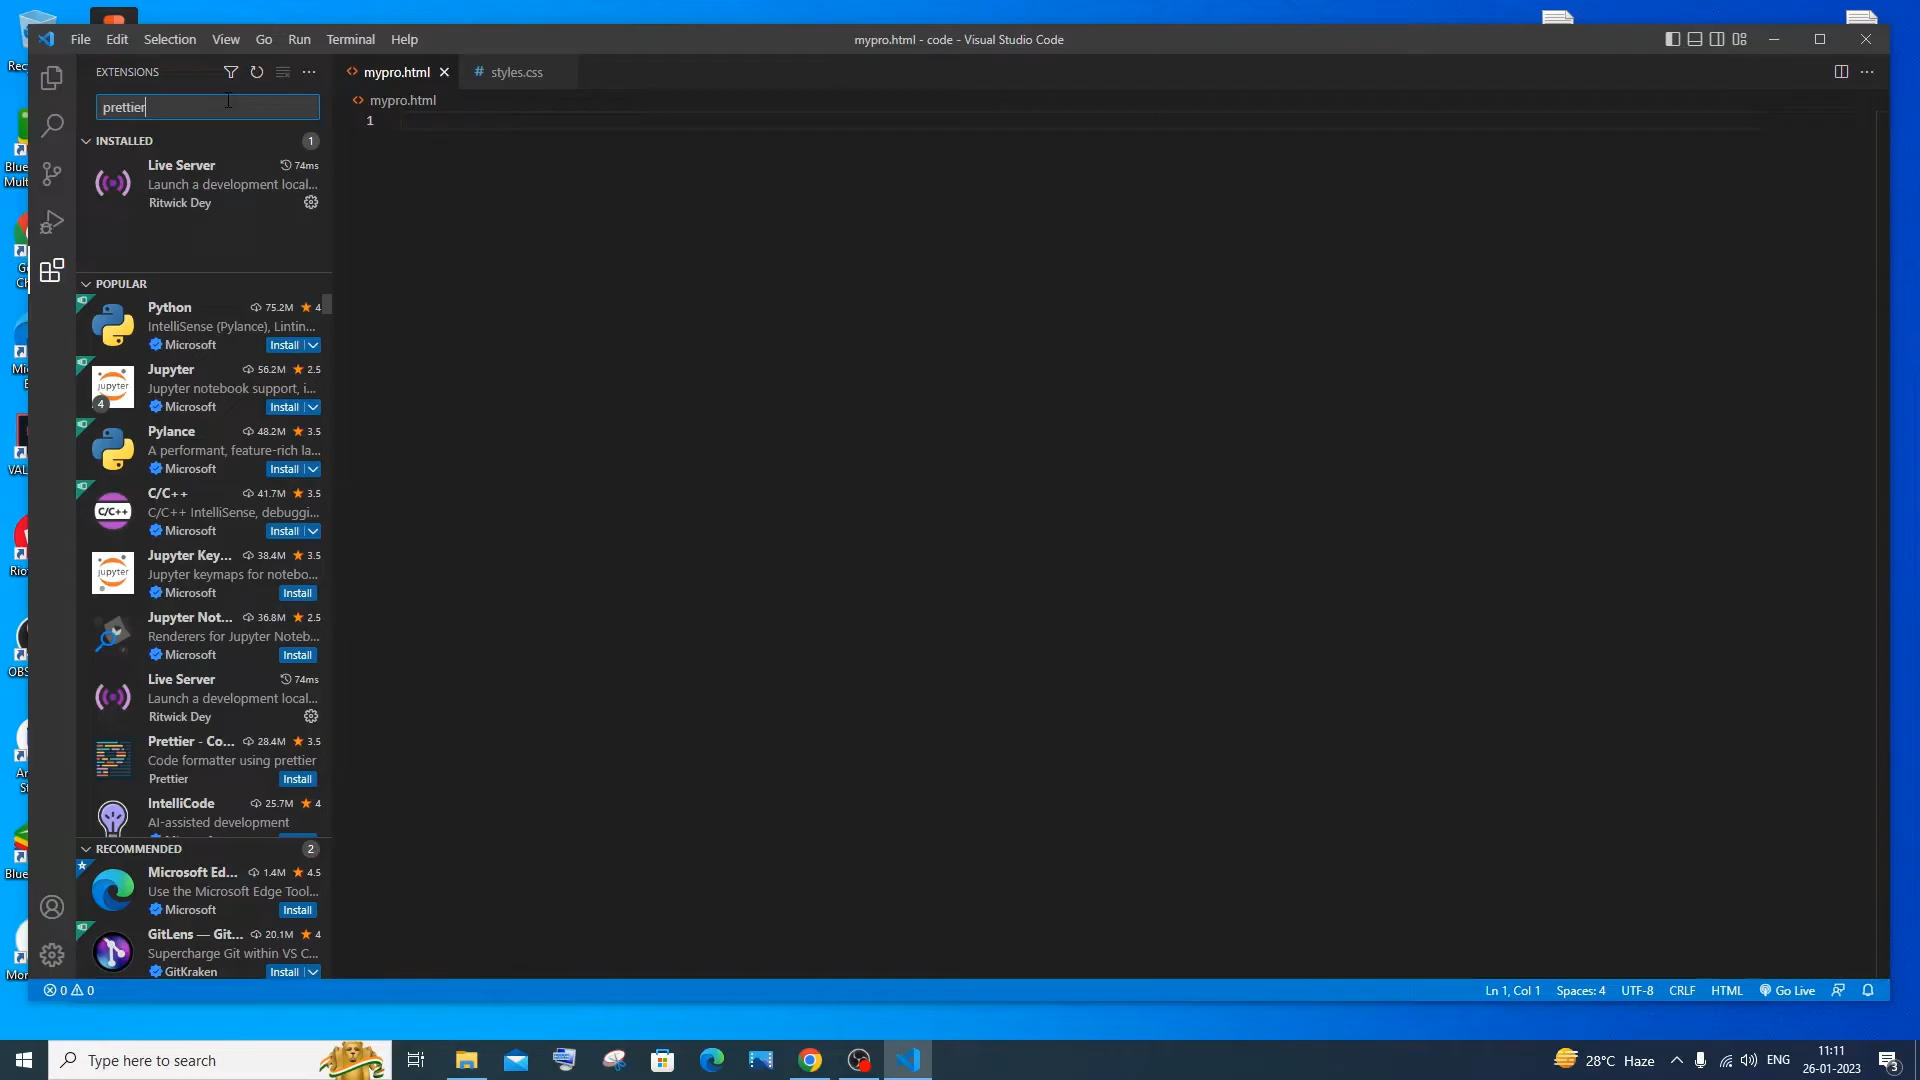 File Edit Selection View Go Run Terminal Help
mypro.html - code - Visual Studio Code
EXTENSIONS
prettier
INSTALLED 1
Live Server 74ms
Launch a development local...
Ritwick Dey
POPULAR
Python 75.2M 4
IntelliSense (Pylance), Lintin...
Microsoft Install
Jupyter 56.2M 2.5
Jupyter notebook support, i...
4 Microsoft Install
Pylance 48.2M 3.5
A performant, feature-rich la...
Microsoft Install
C/C++ 41.7M 3.5
C/C++
C/C++ IntelliSense, debuggi...
Microsoft Install
Jupyter Key... 38.4M 3.5
jupyter
Jupyter keymaps for notebo...
Microsoft Install
Jupyter Not... 36.8M 2.5
Renderers for Jupyter Noteb...
Microsoft Install
Live Server 74ms
Launch a development local...
Ritwick Dey
Prettier - Co... 28.4M 3.5
Code formatter using prettier
Prettier Install
IntelliCode 25.7M 4
AI-assisted development
RECOMMENDED 2
Microsoft Ed... 1.4M 4.5
Use the Microsoft Edge Tool...
Microsoft Install
GitLens — Git... 20.1M 4
Supercharge Git within VS C...
GitKraken Install
mypro.html styles.css
mypro.html
1
0 0
Ln 1, Col 1 Spaces: 4 UTF-8 CRLF HTML Go Live
Type here to search
28°C Haze ENG
11:11
26-01-2023
3